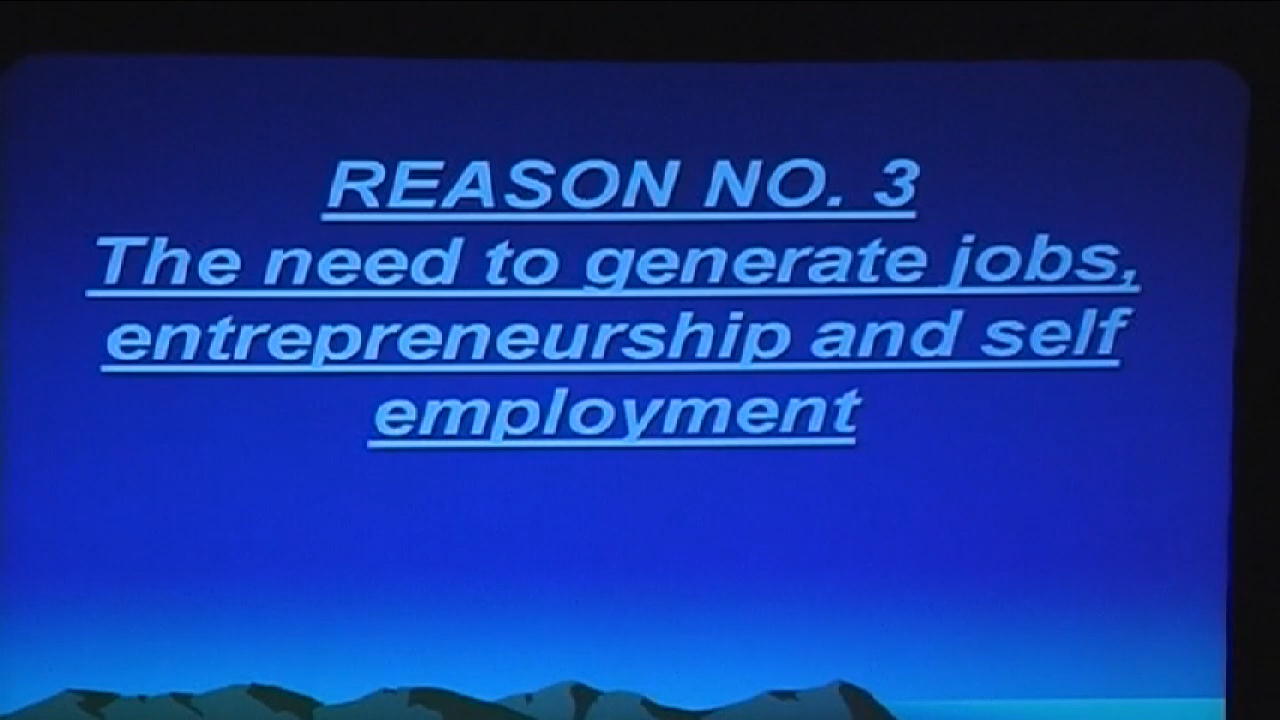 REASON NO. 3
The need to generate jobs,
entrepreneurship and self
employment